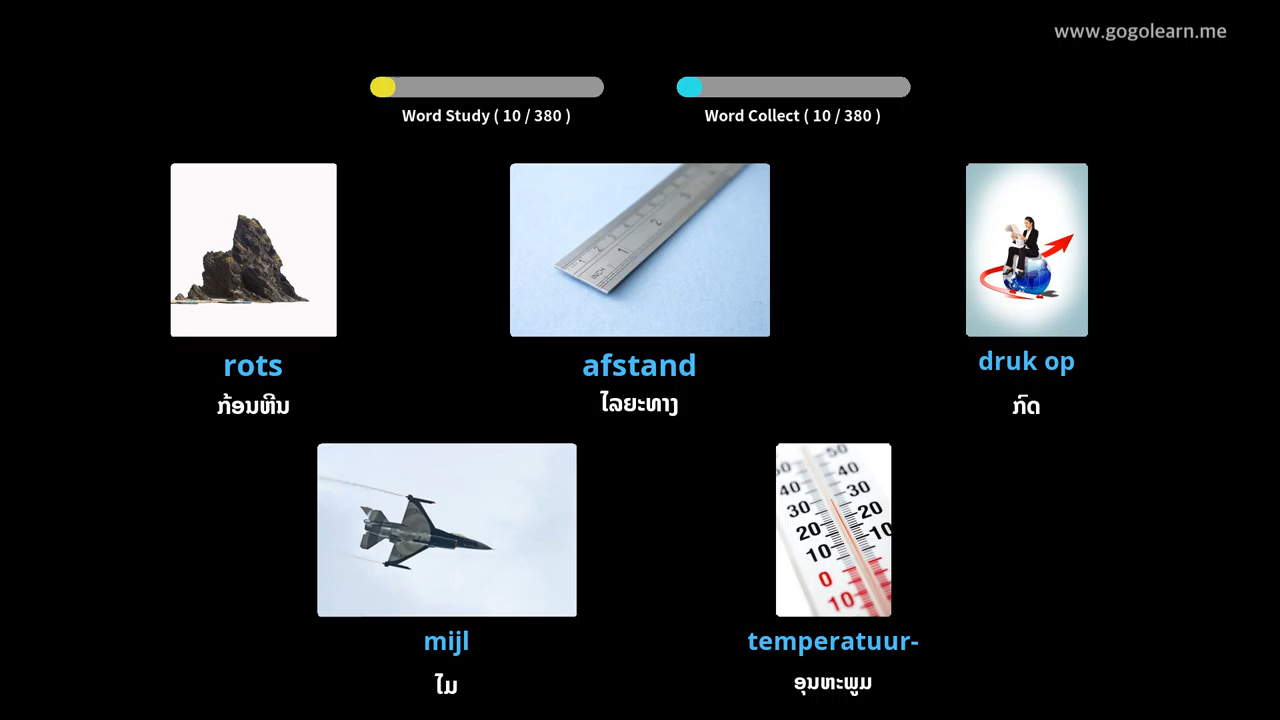 www.gogolearn.me
Word Study ( 10 / 380 )
Word Collect ( 10 / 380 )
rots
ກ້ອນຫີນ
afstand
ໄລຍະທາງ
druk op
ກົດ
mijl
ໄມ
temperatuur-
ອຸນຫະພູມ